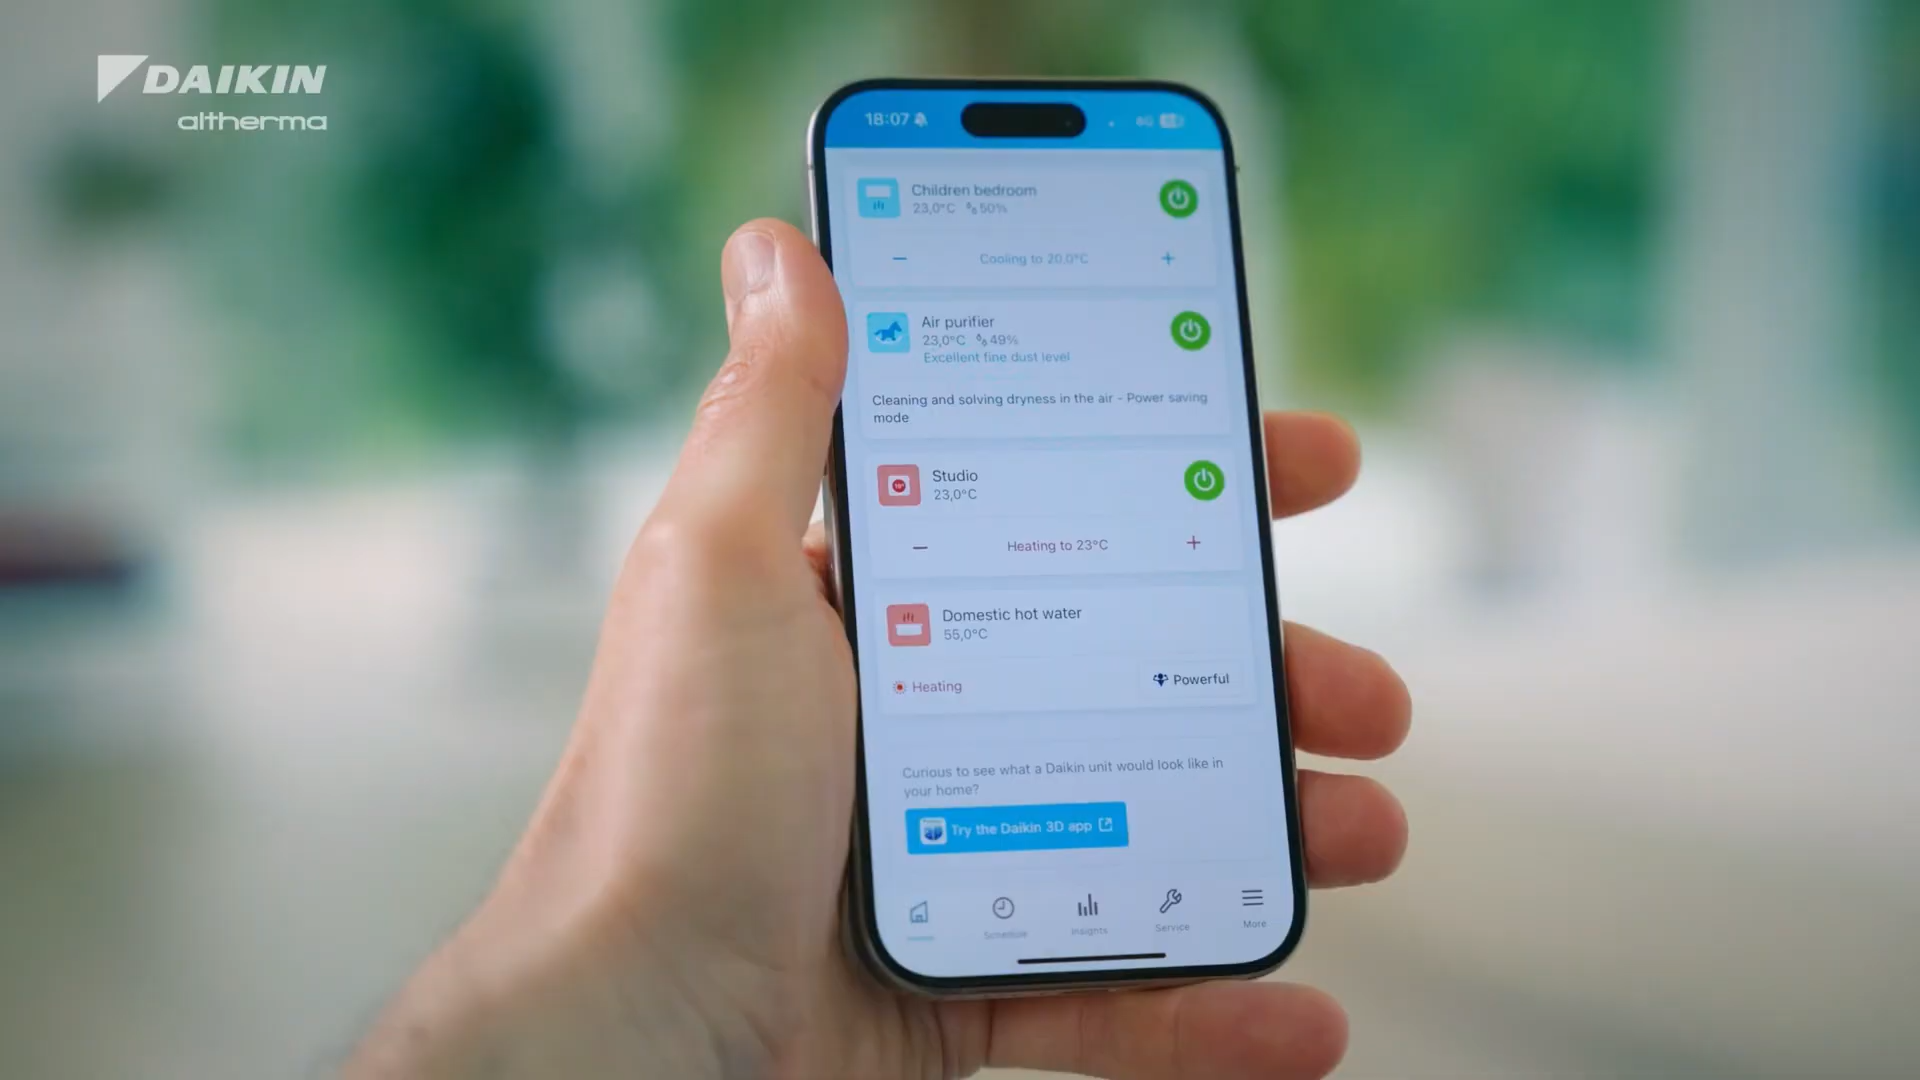 DAIKIN
altherma
18:07
Children bedroom
23,0°C 50%
− Cooling to 20.0°C +
Air purifier
23,0°C 49%
Excellent fine dust level
Cleaning and solving dryness in the air - Power saving
mode
Studio
23,0°C
− Heating to 23°C +
Domestic hot water
55,0°C
Heating
Powerful
Curious to see what a Daikin unit would look like in
your home?
Try the Daikin 3D app
Schedule
Insights
Service
More